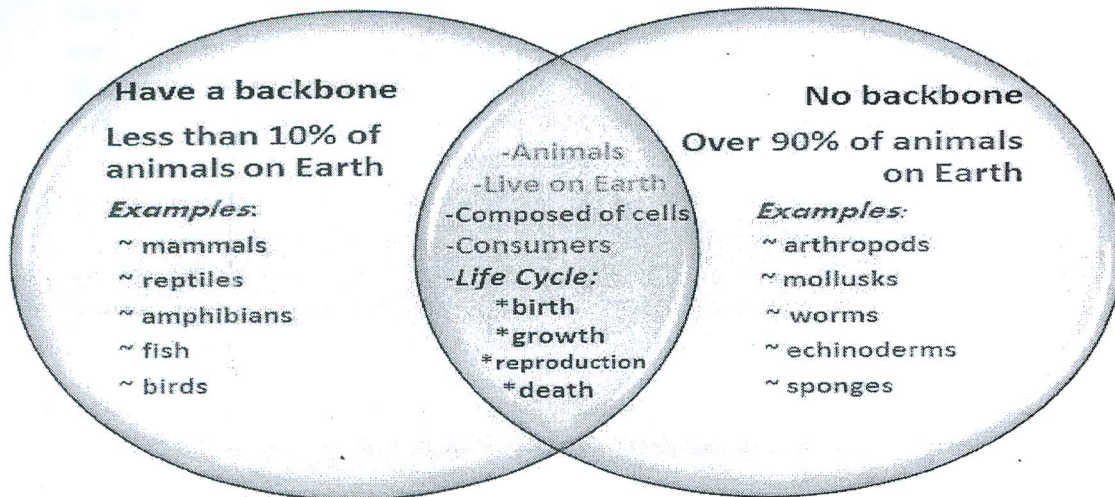 Have a backbone
Less than 10% of
animals on Earth
Examples:
~ mammals
~ reptiles
~ amphibians
~ fish
~ birds
-Animals
-Live on Earth
-Composed of cells
-Consumers
-Life Cycle:
*birth
*growth
*reproduction
*death
No backbone
Over 90% of animals
on Earth
Examples:
~ arthropods
~ mollusks
~ worms
~ echinoderms
~ sponges